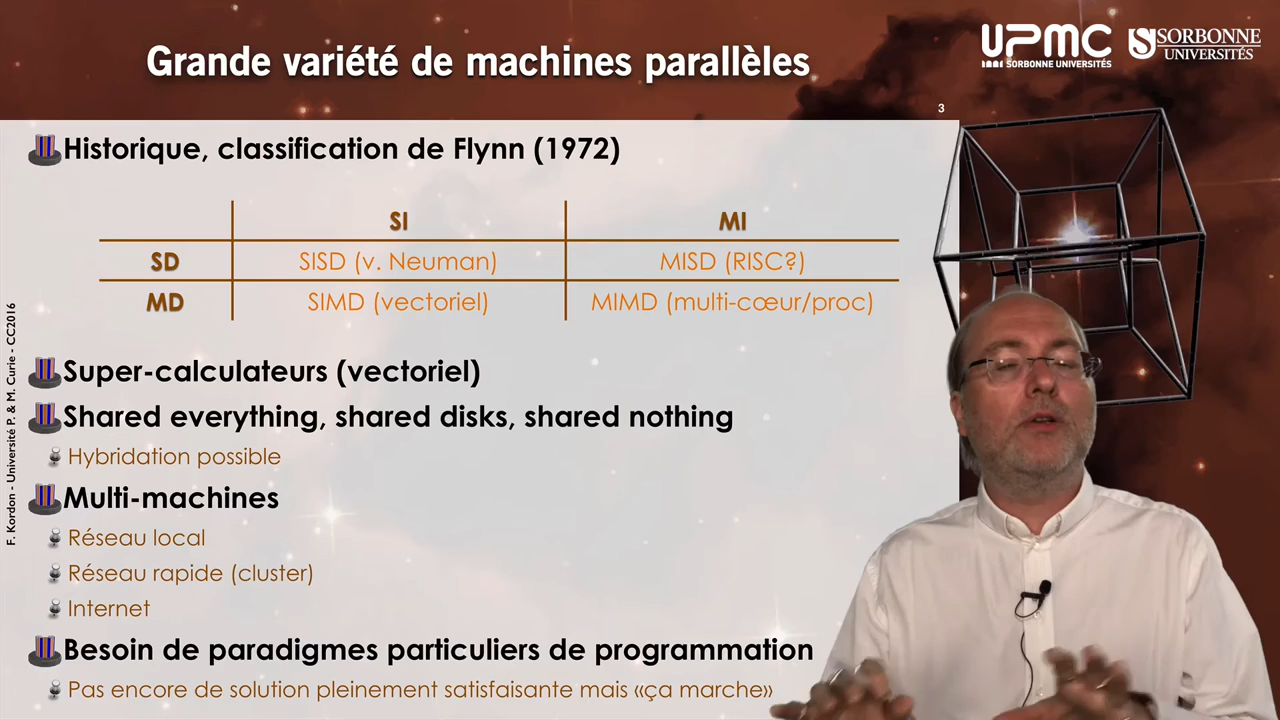 Grande variété de machines parallèles
UPMC
SORBONNE UNIVERSITÉS
SORBONNE
UNIVERSITÉS
3
Historique, classification de Flynn (1972)
SI MI
SD SISD (v. Neuman) MISD (RISC?)
MD SIMD (vectoriel) MIMD (multi-cœur/proc)
Super-calculateurs (vectoriel)
Shared everything, shared disks, shared nothing
Hybridation possible
Multi-machines
Réseau local
Réseau rapide (cluster)
Internet
Besoin de paradigmes particuliers de programmation
Pas encore de solution pleinement satisfaisante mais «ça marche»
F. Kordon - Université P. & M. Curie - CC2016